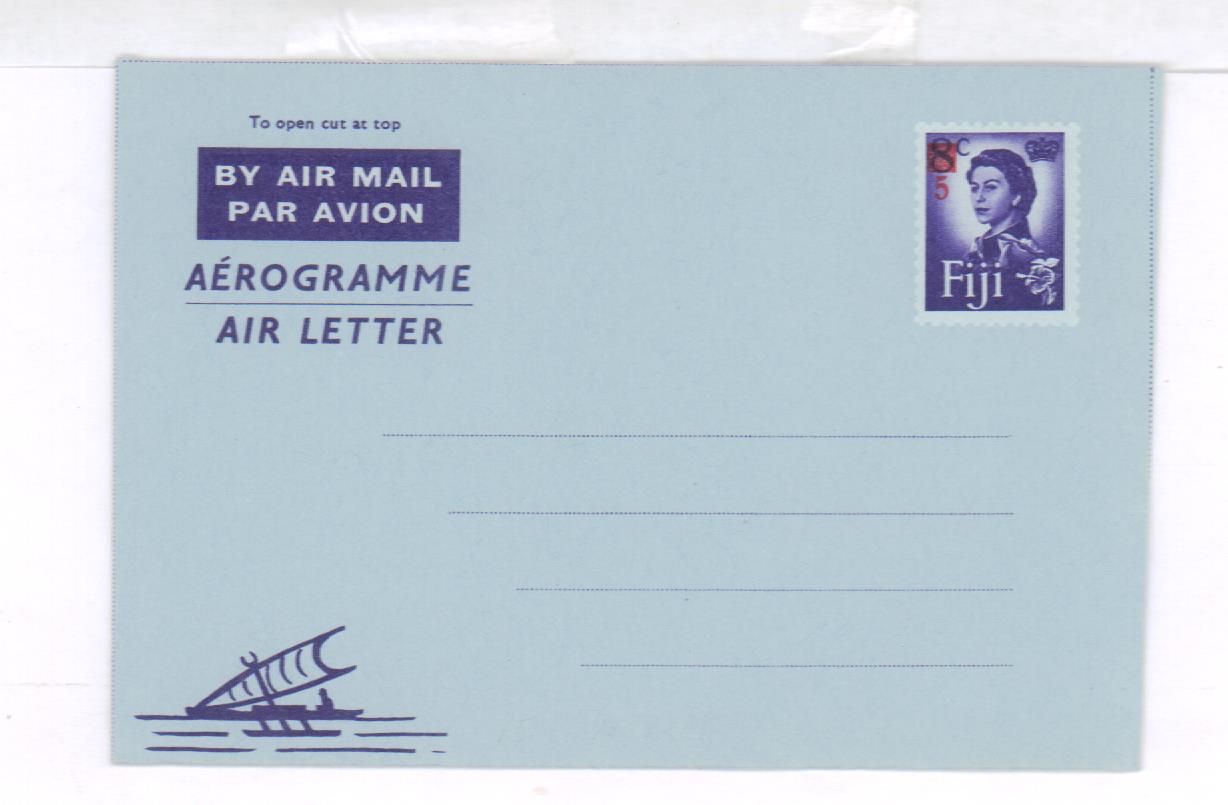 To open cut at top
BY AIR MAIL
PAR AVION
AÉROGRAMME
AIR LETTER
8c
5
Fiji